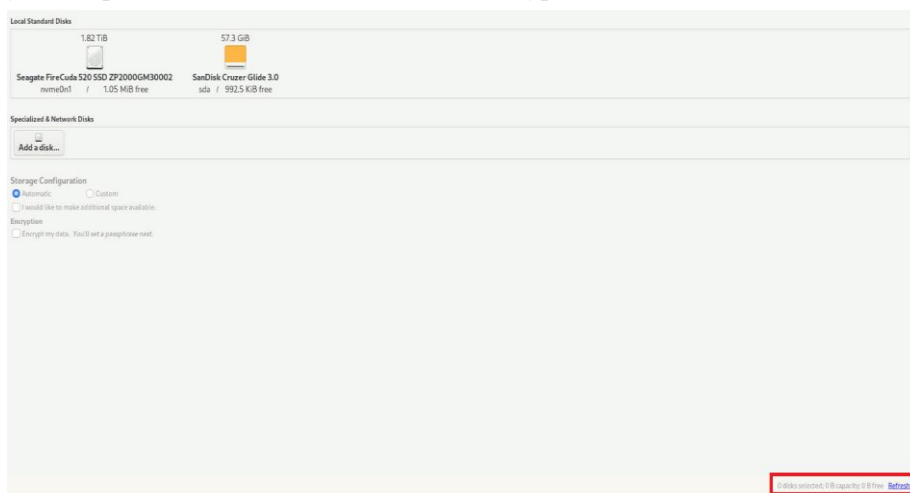 Local Standard Disks
1.82 TiB 57.3 GiB
Seagate FireCuda 520 SSD ZP2000GM30002 SanDisk Cruzer Glide 3.0
nvme0n1 / 1.05 MiB free sda / 992.5 KiB free
Specialized & Network Disks
Add a disk...
Storage Configuration
Automatic Custom
I would like to make additional space available.
Encryption
Encrypt my data. You'll set a passphrase next.
0 disks selected; 0 B capacity; 0 B free Refresh